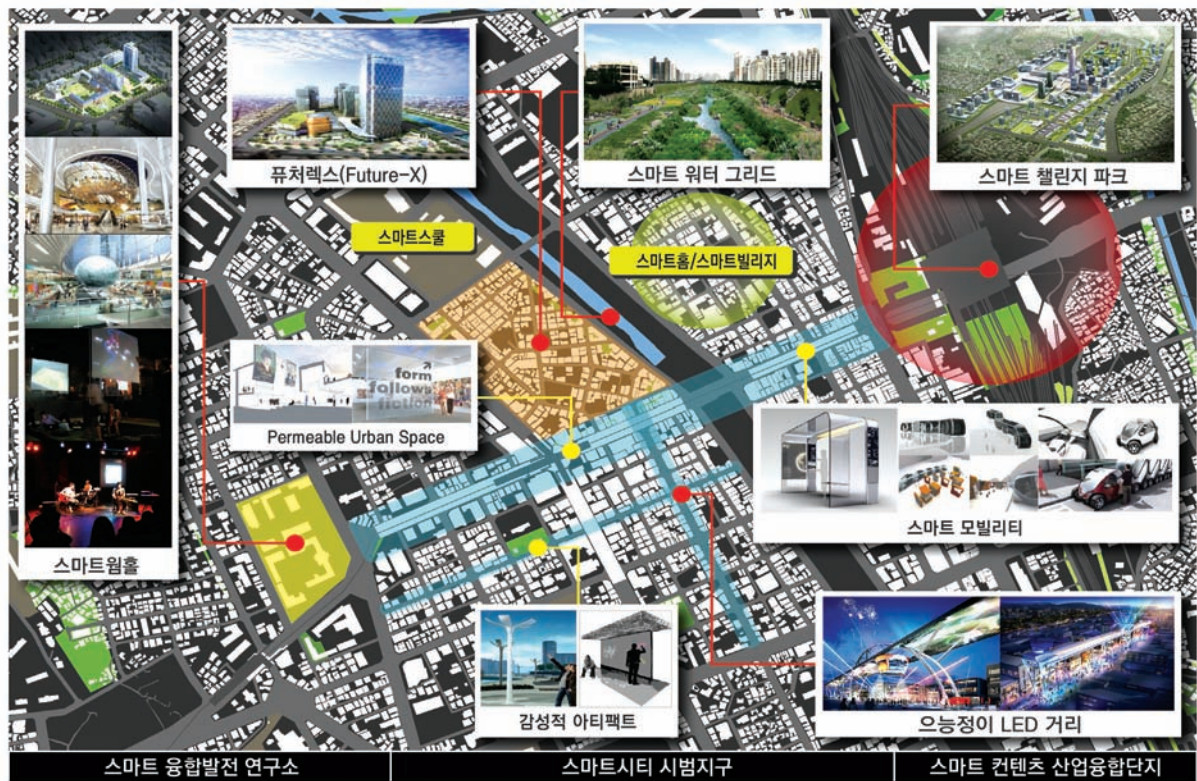 퓨처렉스(Future-X)
스마트 워터 그리드
스마트 챌린지 파크
스마트스쿨
스마트홈/스마트빌리지
form
follows
fiction
Permeable Urban Space
스마트 모빌리티
스마트웜홀
감성적 아티팩트
으능정이 LED 거리
스마트 융합발전 연구소
스마트시티 시범지구
스마트 컨텐츠 산업융합단지